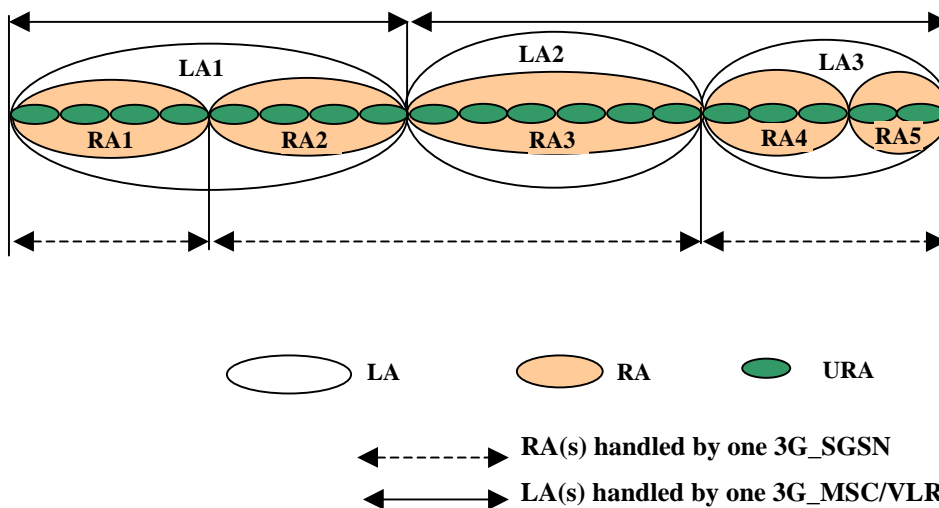 LA1
LA2
LA3
RA1
RA2
RA3
RA4
RA5
LA
RA
URA
RA(s) handled by one 3G_SGSN
LA(s) handled by one 3G_MSC/VLR